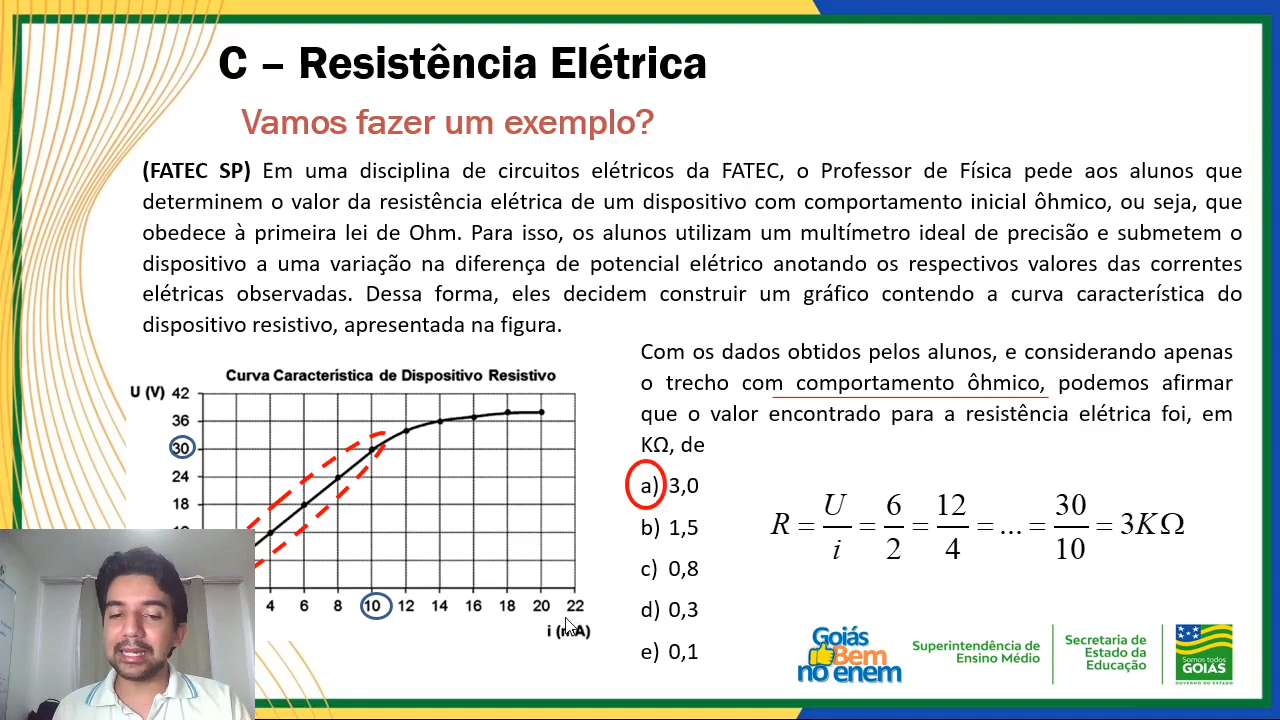 C – Resistência Elétrica
Vamos fazer um exemplo?
(FATEC SP) Em uma disciplina de circuitos elétricos da FATEC, o Professor de Física pede aos alunos que
determinem o valor da resistência elétrica de um dispositivo com comportamento inicial ôhmico, ou seja, que
obedece à primeira lei de Ohm. Para isso, os alunos utilizam um multímetro ideal de precisão e submetem o
dispositivo a uma variação na diferença de potencial elétrico anotando os respectivos valores das correntes
elétricas observadas. Dessa forma, eles decidem construir um gráfico contendo a curva característica do
dispositivo resistivo, apresentada na figura.
Curva Característica de Dispositivo Resistivo
U (V) 42
36
30
24
18
4 6 8 10 12 14 16 18 20 22
i (mA)
Com os dados obtidos pelos alunos, e considerando apenas
o trecho com comportamento ôhmico, podemos afirmar
que o valor encontrado para a resistência elétrica foi, em
KΩ, de
a) 3,0
b) 1,5
c) 0,8
d) 0,3
e) 0,1
R = U/i = 6/2 = 12/4 = ... = 30/10 = 3KΩ
Goiás
Bem
no enem
Superintendência de
Ensino Médio
Secretaria de
Estado da
Educação
Somos todos
GOIÁS
GOVERNO DO ESTADO